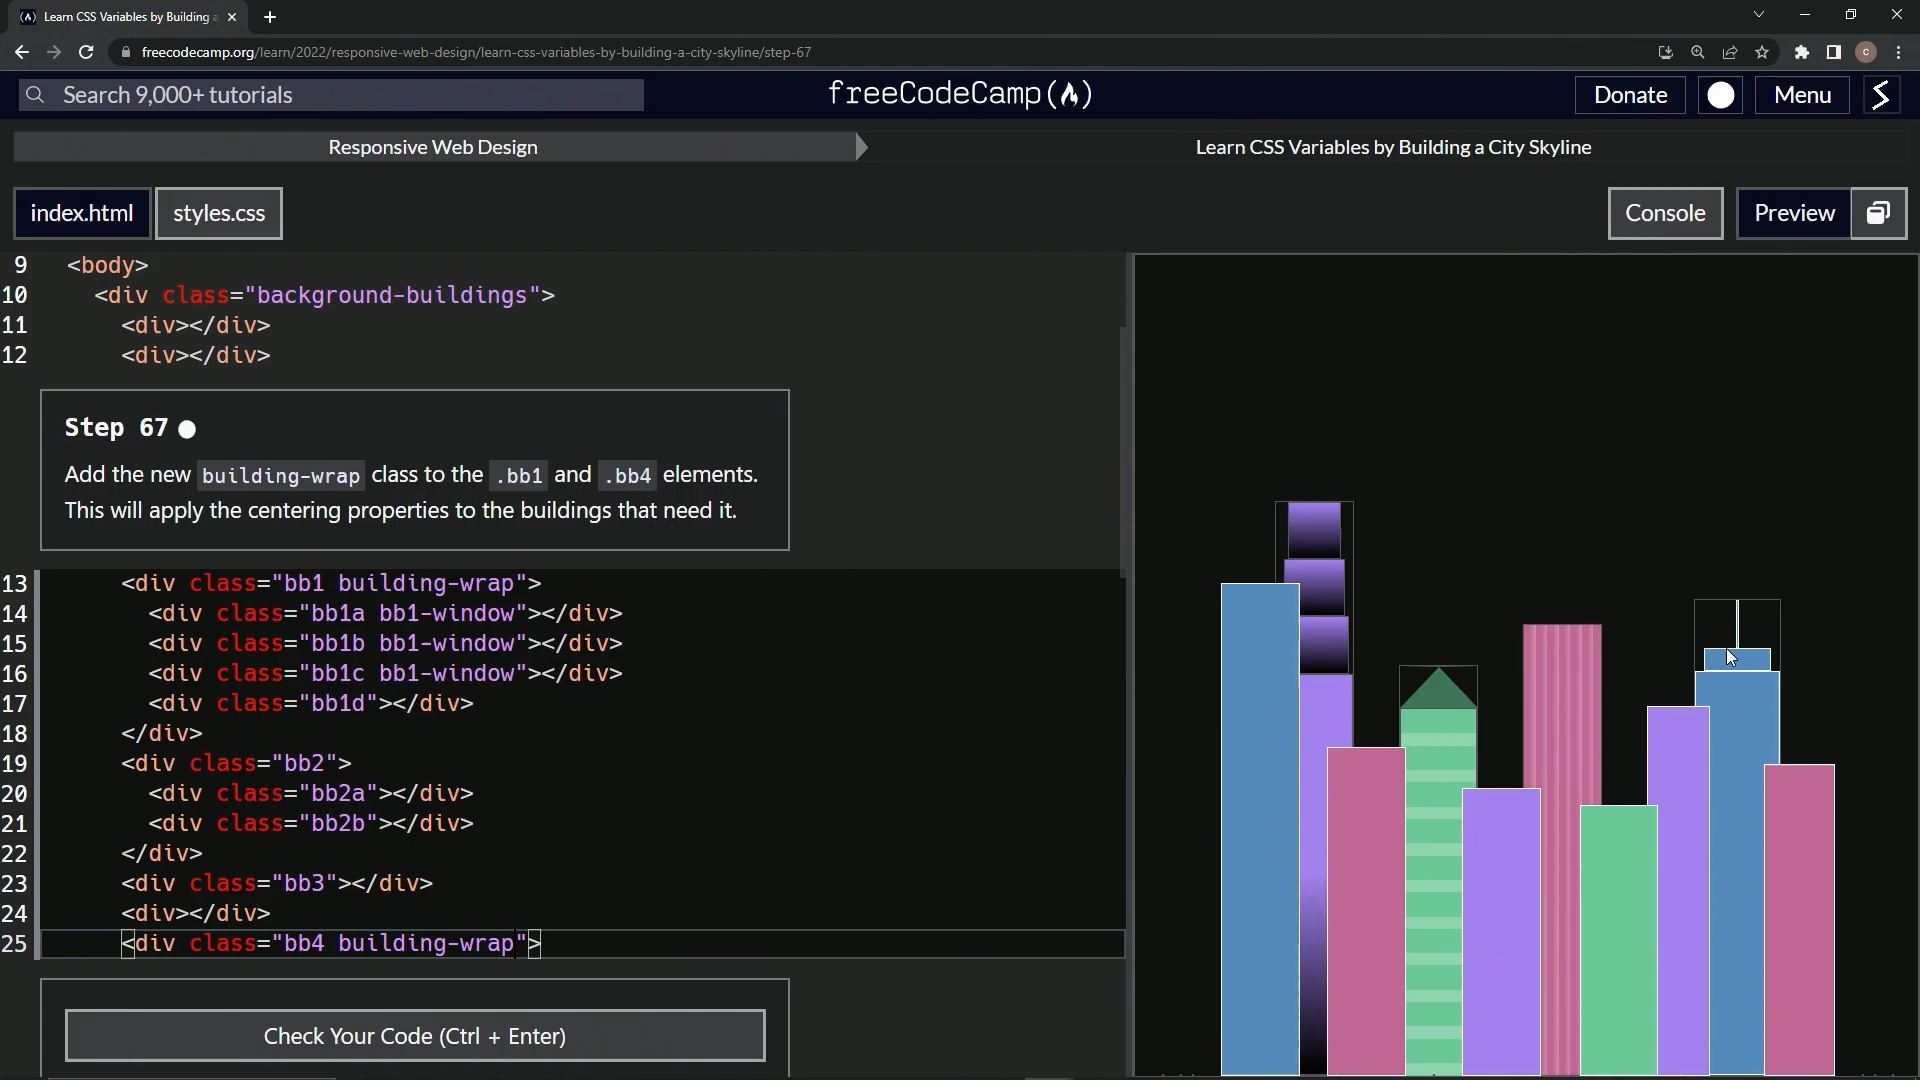 Learn CSS Variables by Building a
freecodecamp.org/learn/2022/responsive-web-design/learn-css-variables-by-building-a-city-skyline/step-67
C
Search 9,000+ tutorials
freeCodeCamp
Donate
Menu
Responsive Web Design
Learn CSS Variables by Building a City Skyline
index.html
styles.css
Console
Preview
9 <body>
10 <div class="background-buildings">
11 <div></div>
12 <div></div>
Step 67
Add the new building-wrap class to the .bb1 and .bb4 elements.
This will apply the centering properties to the buildings that need it.
13 <div class="bb1 building-wrap">
14 <div class="bb1a bb1-window"></div>
15 <div class="bb1b bb1-window"></div>
16 <div class="bb1c bb1-window"></div>
17 <div class="bb1d"></div>
18 </div>
19 <div class="bb2">
20 <div class="bb2a"></div>
21 <div class="bb2b"></div>
22 </div>
23 <div class="bb3"></div>
24 <div></div>
25 <div class="bb4 building-wrap">
Check Your Code (Ctrl + Enter)